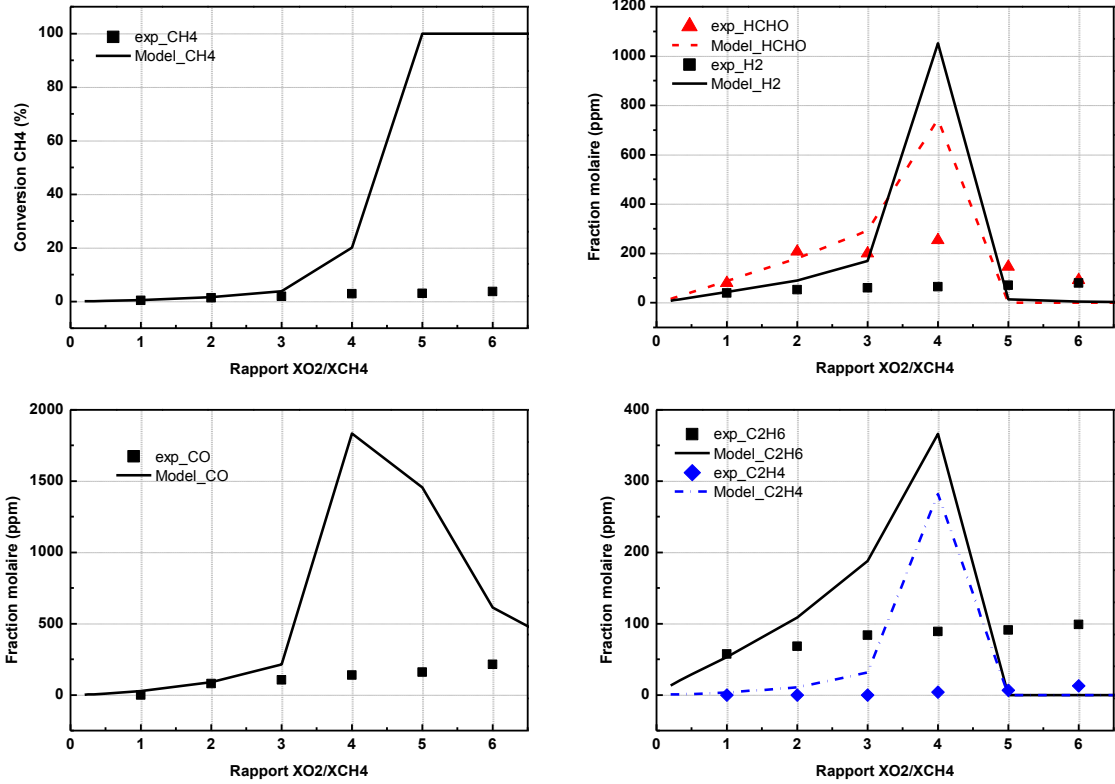 100
80
60
40
20
0
Conversion CH4 (%)
exp_CH4
Model_CH4
0 1 2 3 4 5 6
Rapport XO2/XCH4
1200
1000
800
600
400
200
0
Fraction molaire (ppm)
exp_HCHO
Model_HCHO
exp_H2
Model_H2
0 1 2 3 4 5 6
Rapport XO2/XCH4
2000
1500
1000
500
0
Fraction molaire (ppm)
exp_CO
Model_CO
0 1 2 3 4 5 6
Rapport XO2/XCH4
400
300
200
100
0
Fraction molaire (ppm)
exp_C2H6
Model_C2H6
exp_C2H4
Model_C2H4
0 1 2 3 4 5 6
Rapport XO2/XCH4